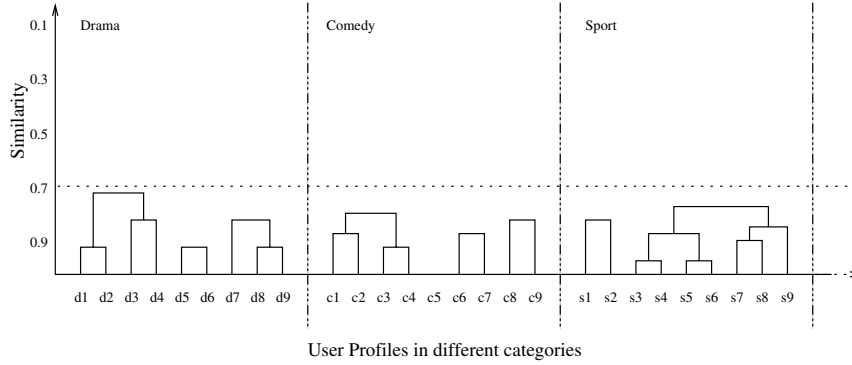 Drama Comedy Sport
Similarity
0.1
0.3
0.5
0.7
0.9
d1 d2 d3 d4 d5 d6 d7 d8 d9 c1 c2 c3 c4 c5 c6 c7 c8 c9 s1 s2 s3 s4 s5 s6 s7 s8 s9
User Profiles in different categories